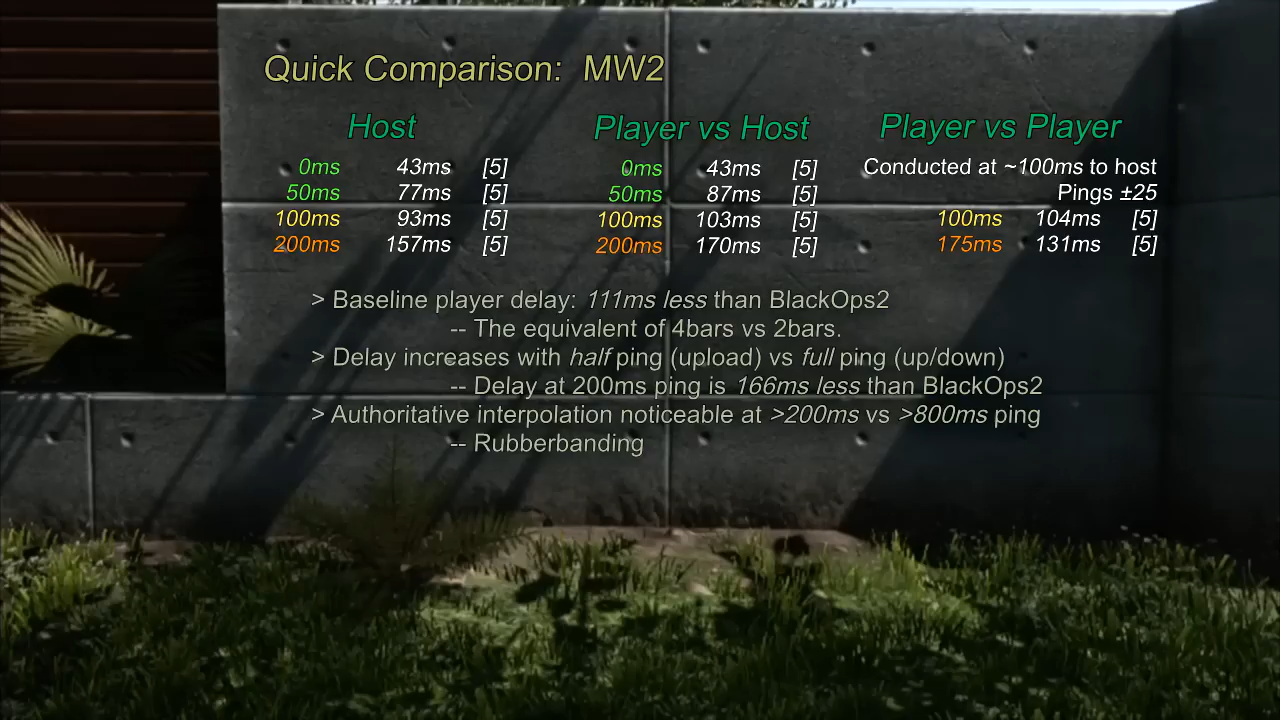 Quick Comparison: MW2
Host Player vs Host Player vs Player
0ms 43ms [5] 0ms 43ms [5] Conducted at ~100ms to host
50ms 77ms [5] 50ms 87ms [5] Pings ±25
100ms 93ms [5] 100ms 103ms [5] 100ms 104ms [5]
200ms 157ms [5] 200ms 170ms [5] 175ms 131ms [5]
> Baseline player delay: 111ms less than BlackOps2
-- The equivalent of 4bars vs 2bars.
> Delay increases with half ping (upload) vs full ping (up/down)
-- Delay at 200ms ping is 166ms less than BlackOps2
> Authoritative interpolation noticeable at >200ms vs >800ms ping
-- Rubberbanding